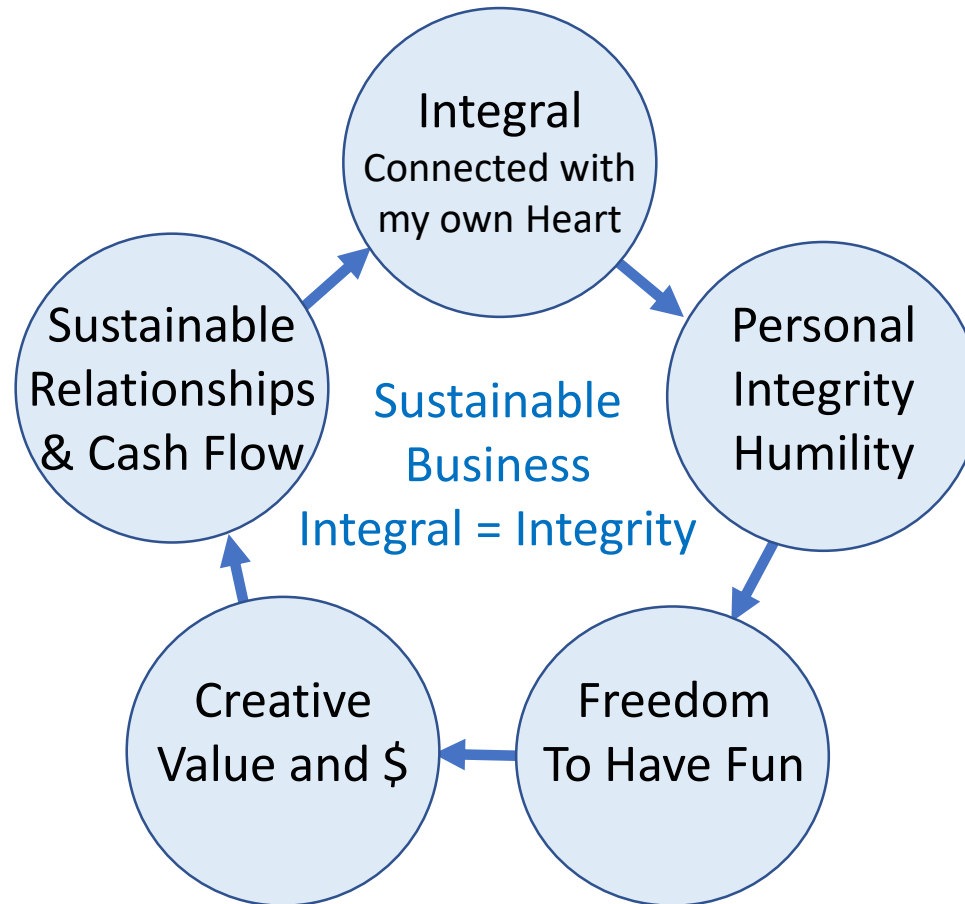 Integral
Connected with
my own Heart
Personal
Integrity
Humility
Freedom
To Have Fun
Creative
Value and $
Sustainable
Relationships
& Cash Flow
Sustainable
Business
Integral = Integrity